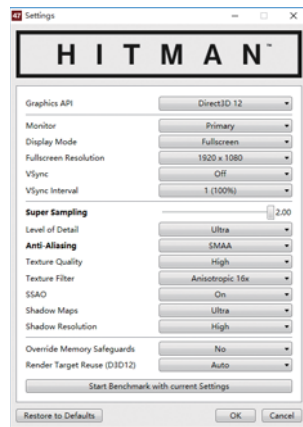 47 Settings
HITMAN™
Graphics API Direct3D 12
Monitor Primary
Display Mode Fullscreen
Fullscreen Resolution 1920 x 1080
VSync Off
VSync Interval 1 (100%)
Super Sampling 2.00
Level of Detail Ultra
Anti-Aliasing SMAA
Texture Quality High
Texture Filter Anisotropic 16x
SSAO On
Shadow Maps Ultra
Shadow Resolution High
Override Memory Safeguards No
Render Target Reuse (D3D12) Auto
Start Benchmark with current Settings
Restore to Defaults OK Cancel